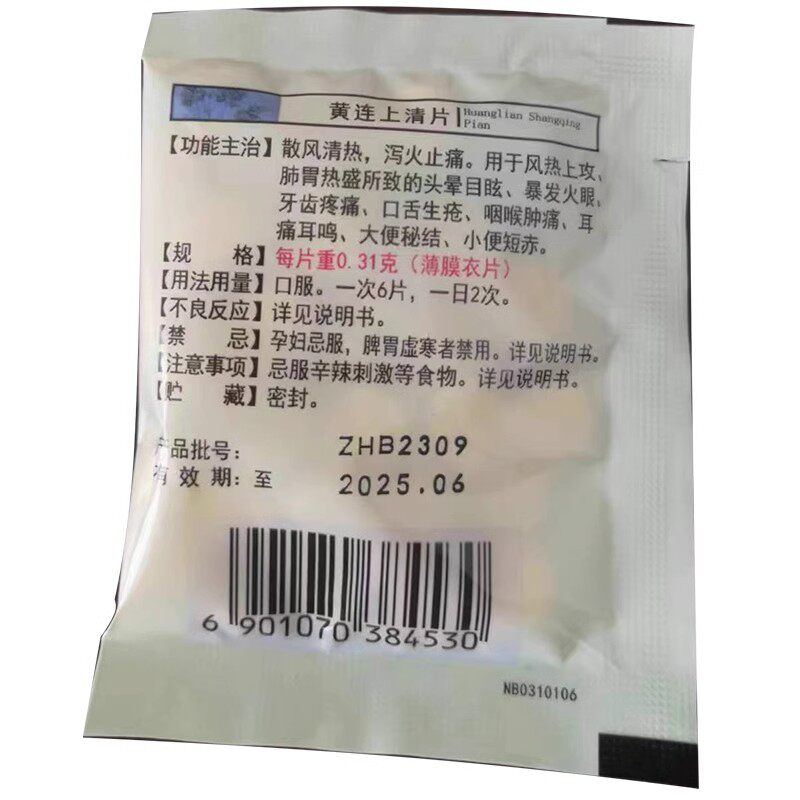 黄连上清片 Huanglian Shangqing Pian
【功能主治】散风清热，泻火止痛。用于风热上攻、
肺胃热盛所致的头晕目眩、暴发火眼、
牙齿疼痛、口舌生疮、咽喉肿痛、耳
痛耳鸣、大便秘结、小便短赤。
【规 格】每片重0.31克（薄膜衣片）
【用法用量】口服。一次6片，一日2次。
【不良反应】详见说明书。
【禁 忌】孕妇忌服，脾胃虚寒者禁用。详见说明书。
【注意事项】忌服辛辣刺激等食物。详见说明书。
【贮 藏】密封。
产品批号： ZHB2309
有效期：至 2025.06
6 901070 384530
NB0310106